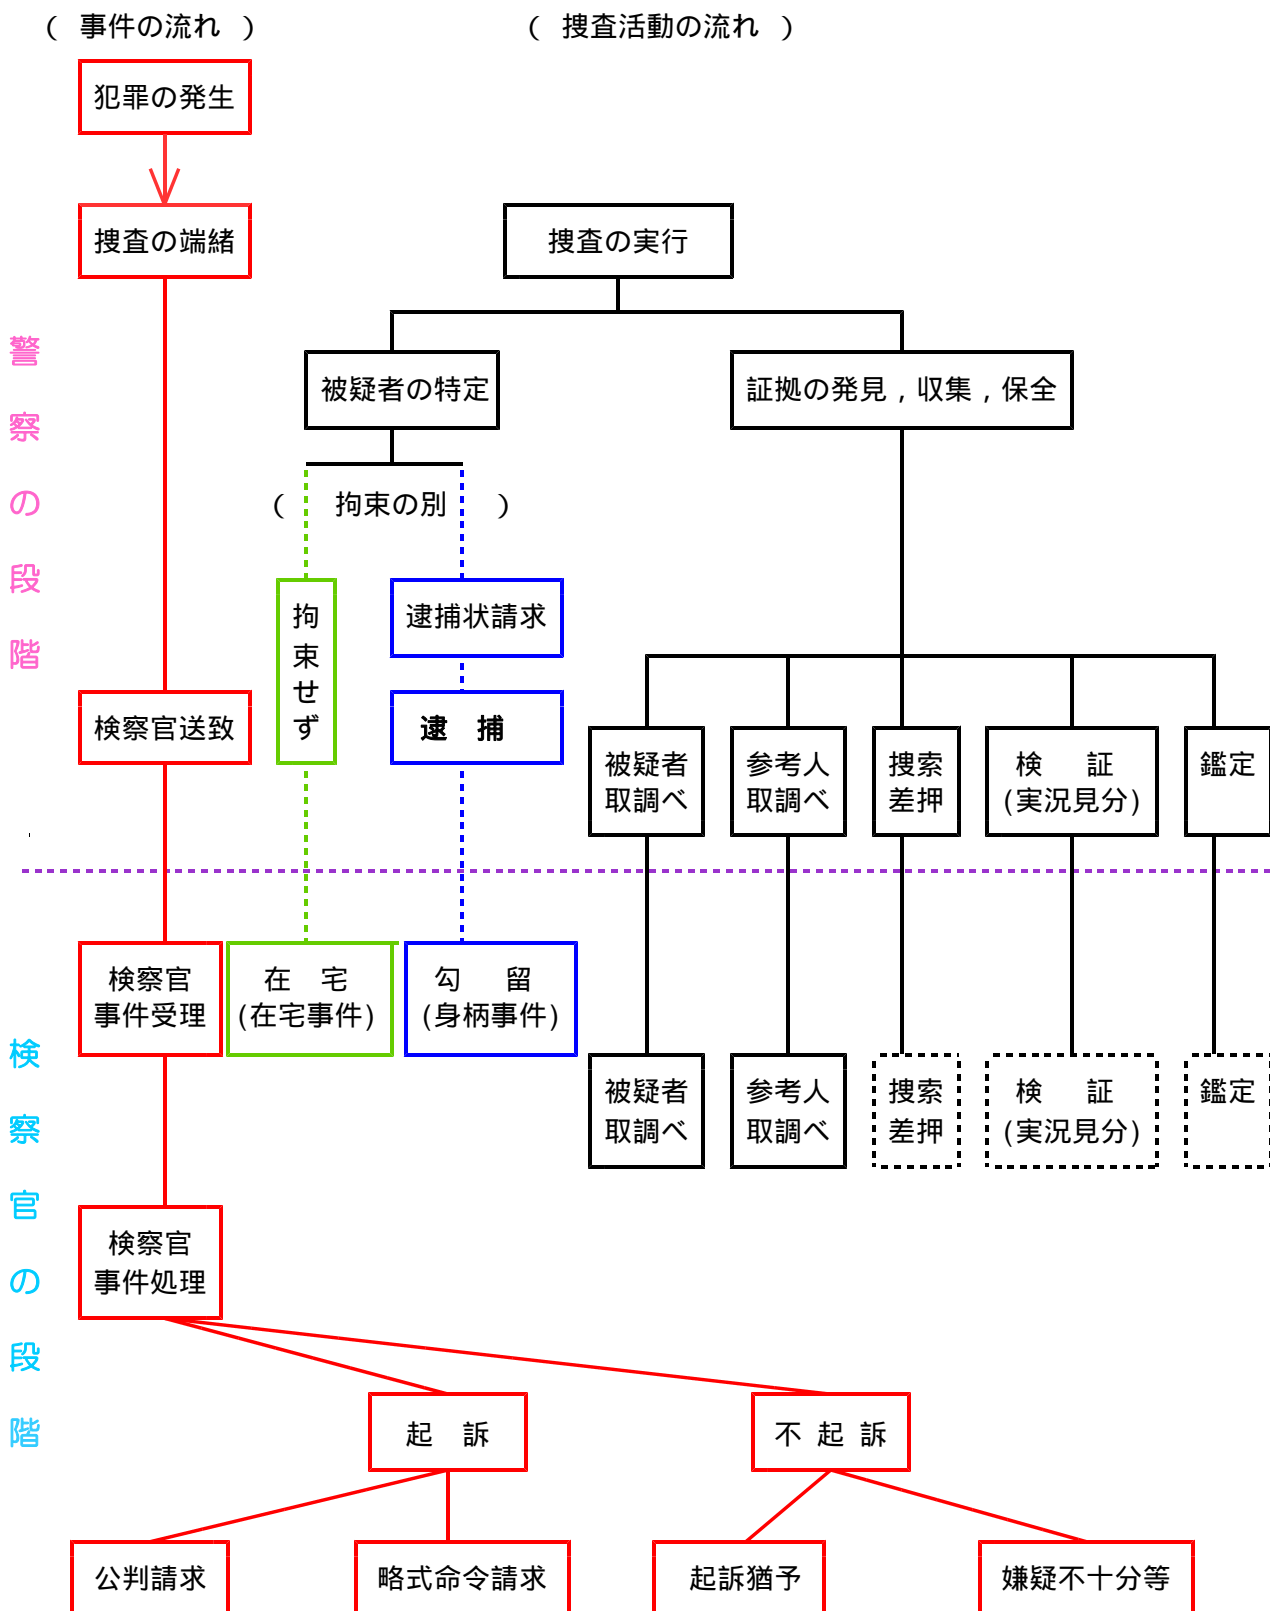 ( 事件の流れ )
( 捜査活動の流れ )
犯罪の発生
捜査の端緒
捜査の実行
警察の段階
被疑者の特定
証拠の発見，収集，保全
( 拘束の別 )
拘束せず
逮捕状請求
検察官送致
逮 捕
被疑者
取調べ
参考人
取調べ
捜索
差押
検 証
(実況見分)
鑑定
検察官の段階
検察官
事件受理
在 宅
(在宅事件)
勾 留
(身柄事件)
被疑者
取調べ
参考人
取調べ
捜索
差押
検 証
(実況見分)
鑑定
検察官
事件処理
起 訴
不 起 訴
公判請求
略式命令請求
起訴猶予
嫌疑不十分等